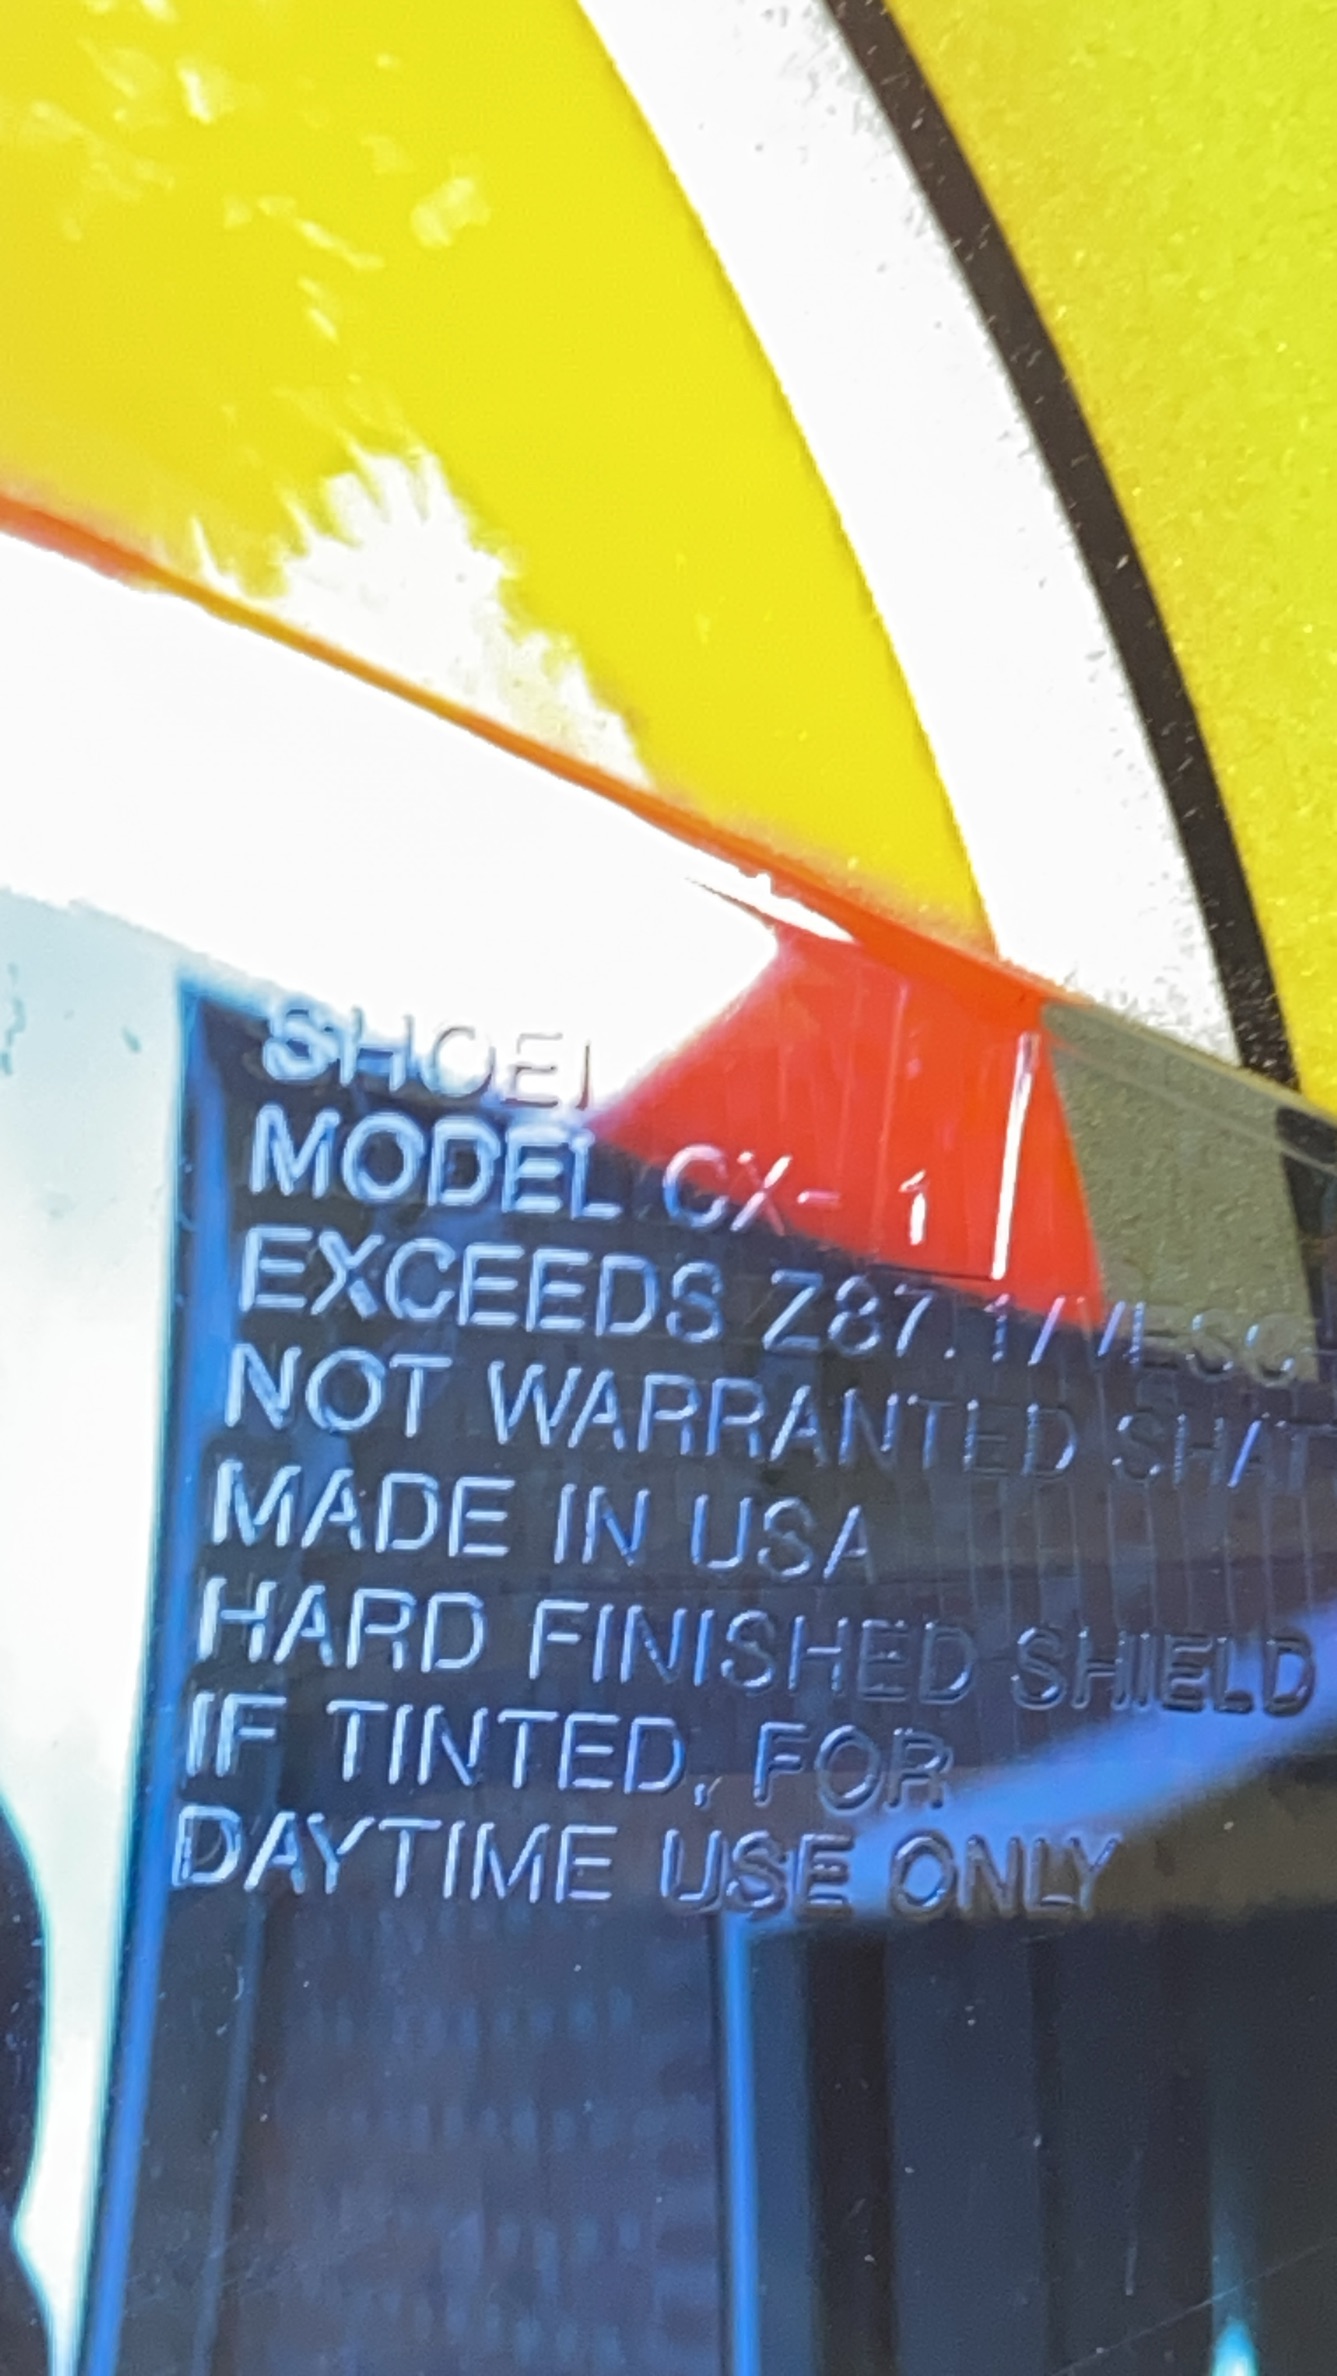 SHOEI
MODEL CX- 1
EXCEEDS Z87.1/VESC
NOT WARRANTED
MADE IN USA
HARD FINISHED SHIELD
IF TINTED, FOR
DAYTIME USE ONLY